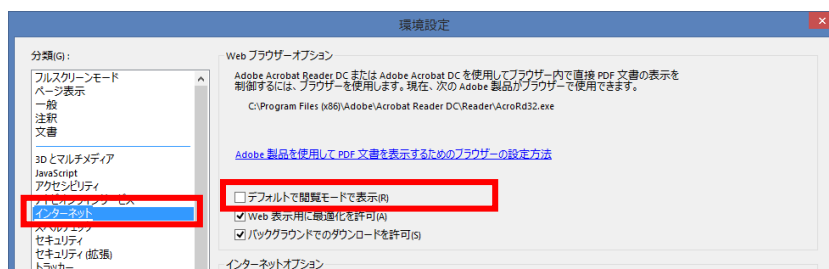 環境設定
×
分類(G):
フルスクリーンモード
ページ表示
一般
注釈
文書
3D とマルチメディア
JavaScript
アクセシビリティ
インターネット
セキュリティ
セキュリティ (拡張)
Web ブラウザーオプション
Adobe Acrobat Reader DC または Adobe Acrobat DC を使用してブラウザー内で直接 PDF 文書の表示を
制御するには、ブラウザーを使用します。現在、次の Adobe 製品がブラウザーで使用できます。
C:\Program Files (x86)\Adobe\Acrobat Reader DC\Reader\AcroRd32.exe
Adobe 製品を使用して PDF 文書を表示するためのブラウザーの設定方法
デフォルトで閲覧モードで表示(R)
Web 表示用に最適化を許可(A)
バックグラウンドでのダウンロードを許可(S)
インターネットオプション